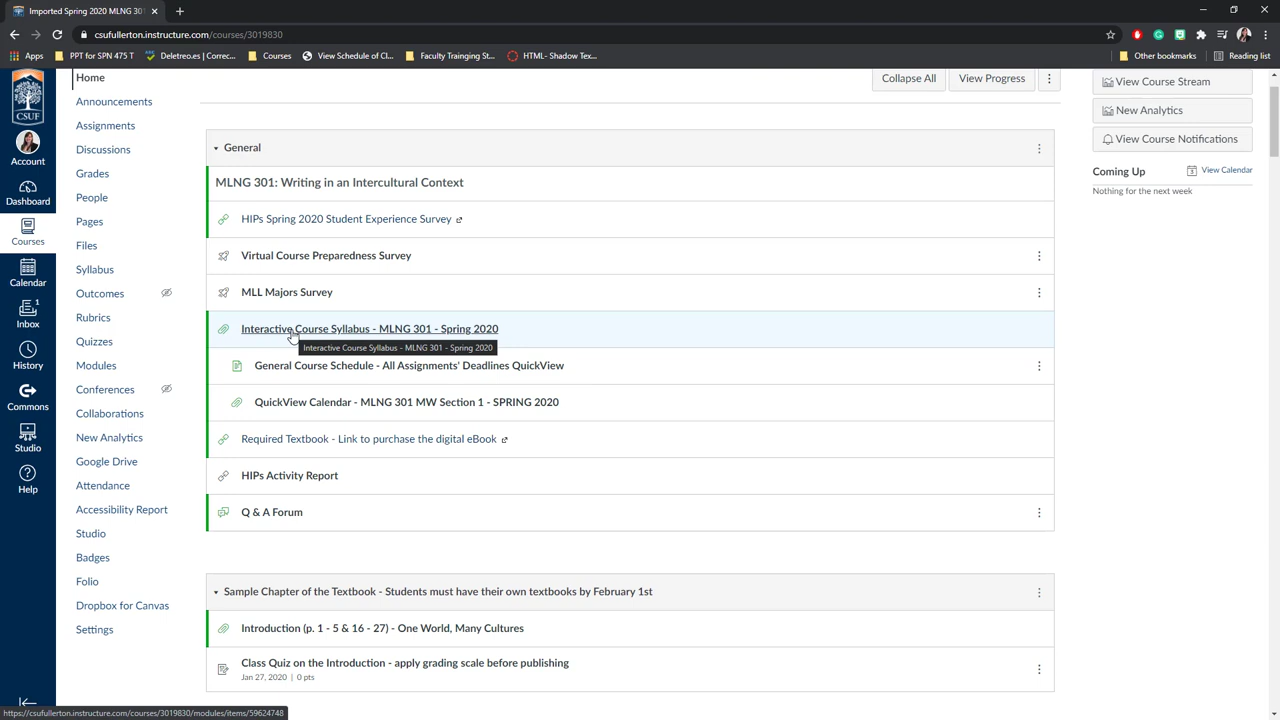 Imported Spring 2020 MLNG 301
csufullerton.instructure.com/courses/3019830
Apps
PPT for SPN 475 T
Deletreo.es | Correc...
Courses
View Schedule of Cl...
Faculty Trainging St...
HTML- Shadow Tex...
Other bookmarks
Reading list
CSUF
Account
Dashboard
Courses
Calendar
1
Inbox
History
Commons
Studio
Help
Home
Announcements
Assignments
Discussions
Grades
People
Pages
Files
Syllabus
Outcomes
Rubrics
Quizzes
Modules
Conferences
Collaborations
New Analytics
Google Drive
Attendance
Accessibility Report
Studio
Badges
Folio
Dropbox for Canvas
Settings
Collapse All
View Progress
General
MLNG 301: Writing in an Intercultural Context
HIPs Spring 2020 Student Experience Survey
Virtual Course Preparedness Survey
MLL Majors Survey
Interactive Course Syllabus - MLNG 301 - Spring 2020
Interactive Course Syllabus - MLNG 301 - Spring 2020
General Course Schedule - All Assignments' Deadlines QuickView
QuickView Calendar - MLNG 301 MW Section 1 - SPRING 2020
Required Textbook - Link to purchase the digital eBook
HIPs Activity Report
Q & A Forum
Sample Chapter of the Textbook - Students must have their own textbooks by February 1st
Introduction (p. 1 - 5 & 16 - 27) - One World, Many Cultures
Class Quiz on the Introduction - apply grading scale before publishing
Jan 27, 2020 | 0 pts
View Course Stream
New Analytics
View Course Notifications
Coming Up
View Calendar
Nothing for the next week
https://csufullerton.instructure.com/courses/3019830/modules/items/59624748